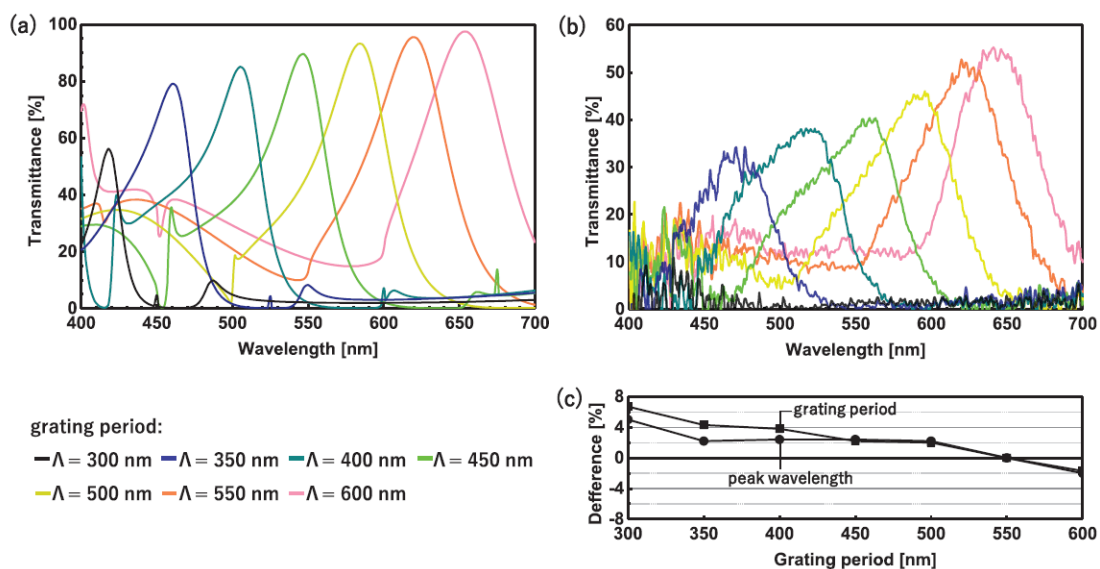 (a)
100
80
60
40
20
0
Transmittance [%]
400 450 500 550 600 650 700
Wavelength [nm]
(b)
60
50
40
30
20
10
0
Transmittance [%]
400 450 500 550 600 650 700
Wavelength [nm]
grating period:
Λ = 300 nm Λ = 350 nm Λ = 400 nm Λ = 450 nm
Λ = 500 nm Λ = 550 nm Λ = 600 nm
(c)
8
4
0
-4
-8
Defference [%]
grating period
peak wavelength
300 350 400 450 500 550 600
Grating period [nm]